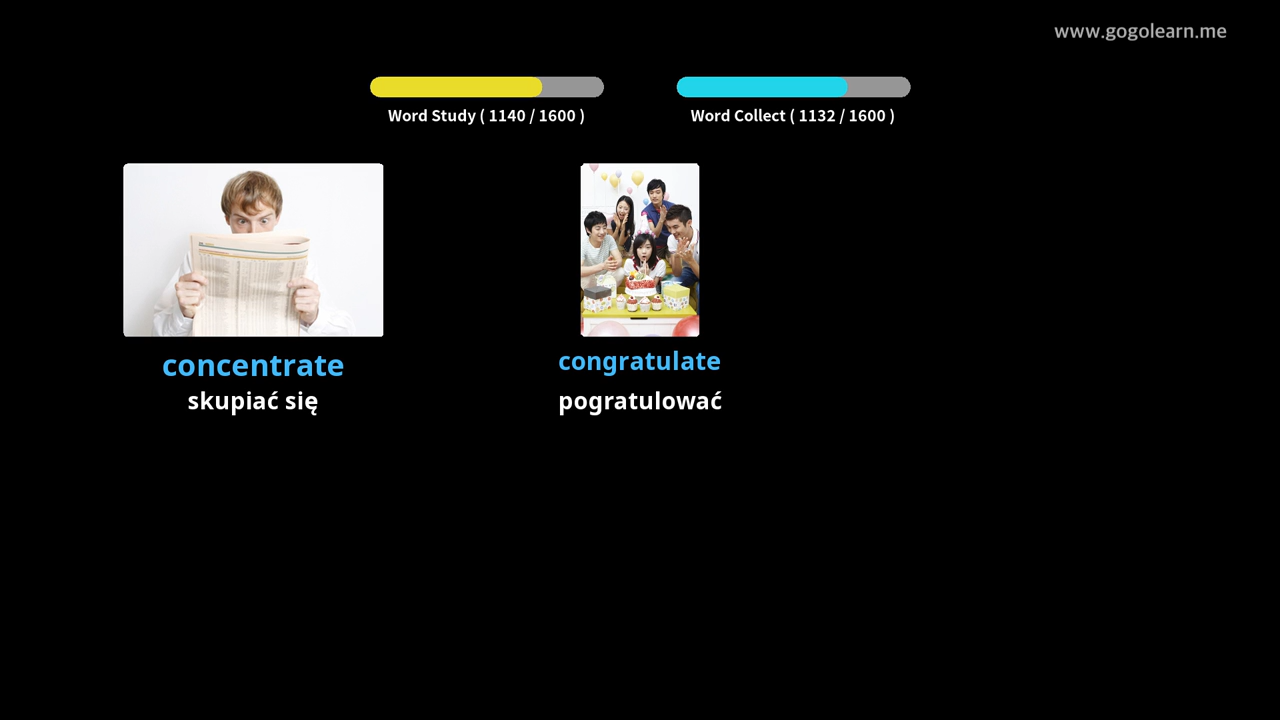 www.gogolearn.me
Word Study ( 1140 / 1600 )
Word Collect ( 1132 / 1600 )
concentrate
skupiać się
congratulate
pogratulować